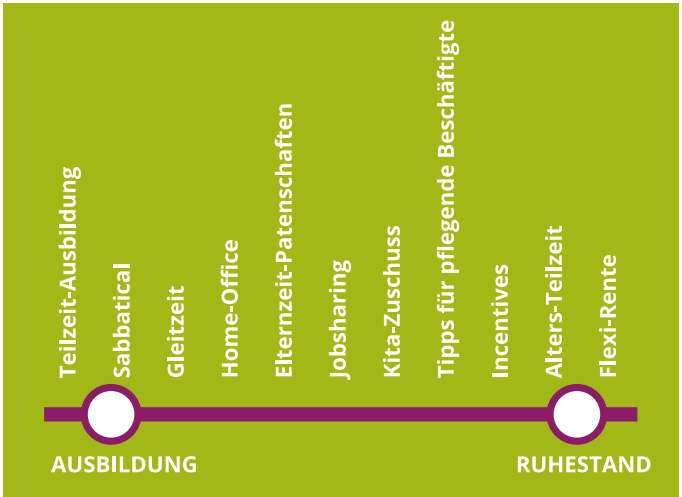 Teilzeit-Ausbildung
Sabbatical
Gleitzeit
Home-Office
Elternzeit-Patenschaften
Jobsharing
Kita-Zuschuss
Tipps für pflegende Beschäftigte
Incentives
Alters-Teilzeit
Flexi-Rente
AUSBILDUNG
RUHESTAND